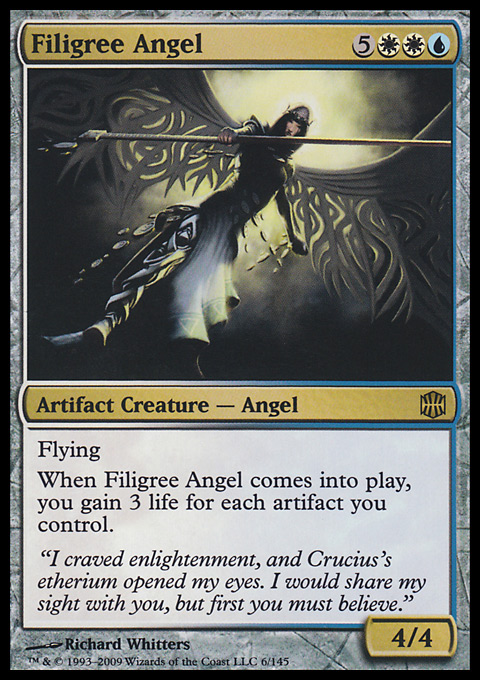 Filigree Angel 5
Artifact Creature — Angel
Flying
When Filigree Angel comes into play,
you gain 3 life for each artifact you
control.
“I craved enlightenment, and Crucius’s
etherium opened my eyes. I would share my
sight with you, but first you must believe.”
Richard Whitters
4/4
™ & © 1993–2009 Wizards of the Coast LLC 6/145